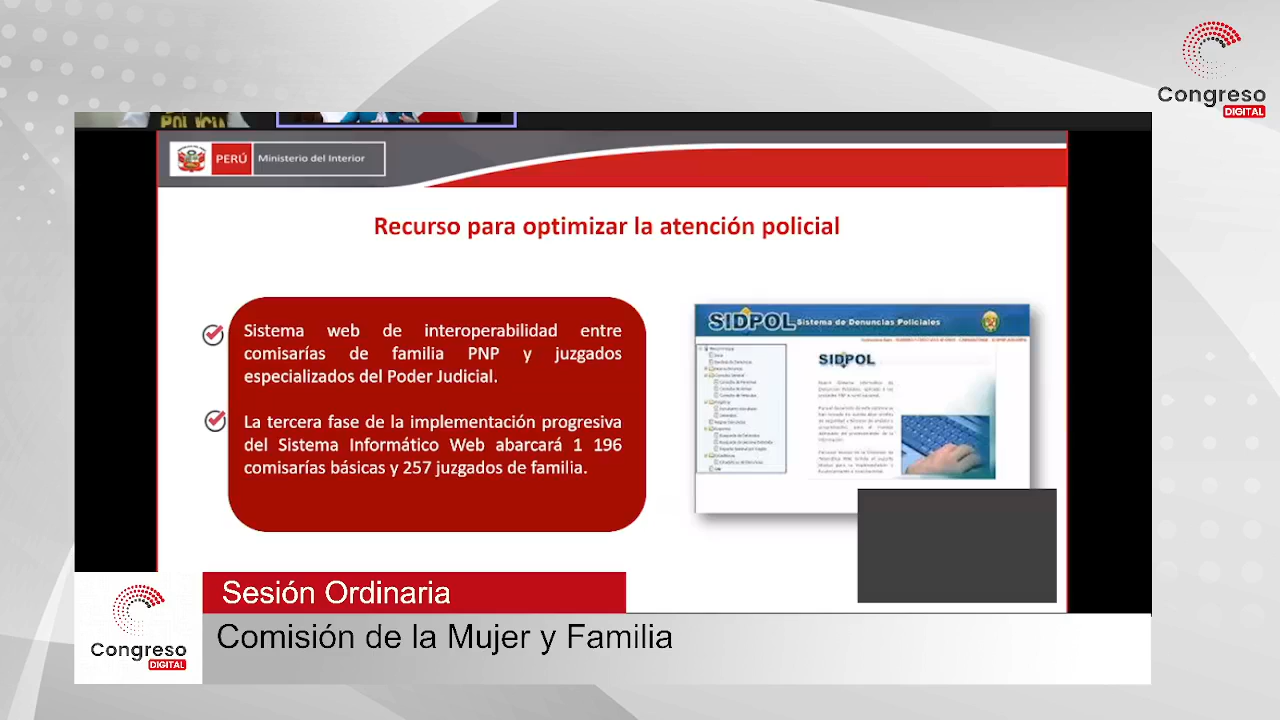 Congreso
DIGITAL
POLICIA
PERÚ
Ministerio del Interior
Recurso para optimizar la atención policial
Sistema web de interoperabilidad entre
comisarías de familia PNP y juzgados
especializados del Poder Judicial.
La tercera fase de la implementación progresiva
del Sistema Informático Web abarcará 1 196
comisarías básicas y 257 juzgados de familia.
SIDPOL Sistema de Denuncias Policiales
SIDPOL
Sesión Ordinaria
Comisión de la Mujer y Familia
Congreso
DIGITAL